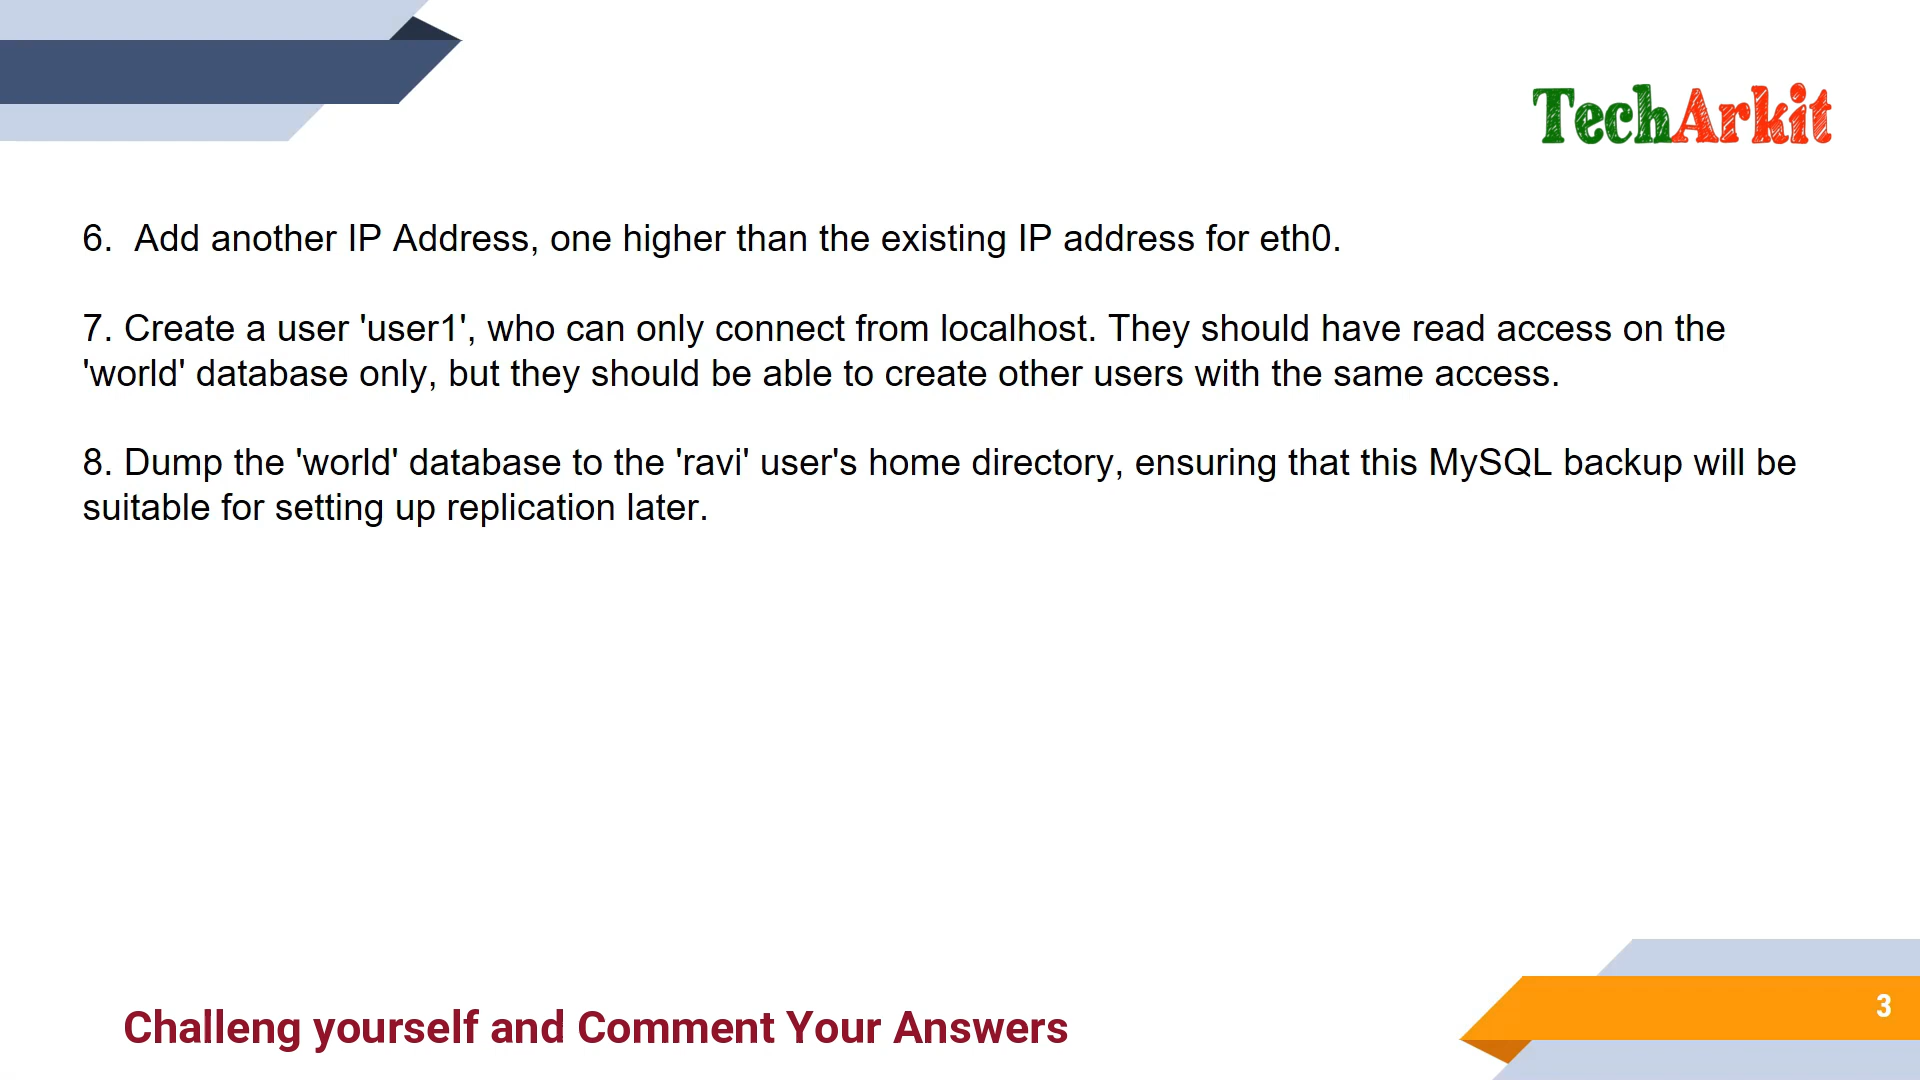 TechArkit
6.  Add another IP Address, one higher than the existing IP address for eth0.
7. Create a user 'user1', who can only connect from localhost. They should have read access on the
'world' database only, but they should be able to create other users with the same access.
8. Dump the 'world' database to the 'ravi' user's home directory, ensuring that this MySQL backup will be
suitable for setting up replication later.
Challeng yourself and Comment Your Answers
3